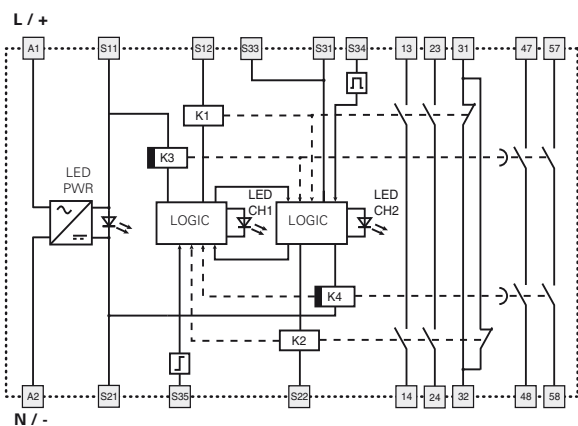 L / +
A1 S11 S12 S33 S31 S34 13 23 31 47 57
K1
K3
LED
PWR
LED
CH1
LED
CH2
LOGIC
LOGIC
K4
K2
A2 S21 S35 S22 14 24 32 48 58
N / -